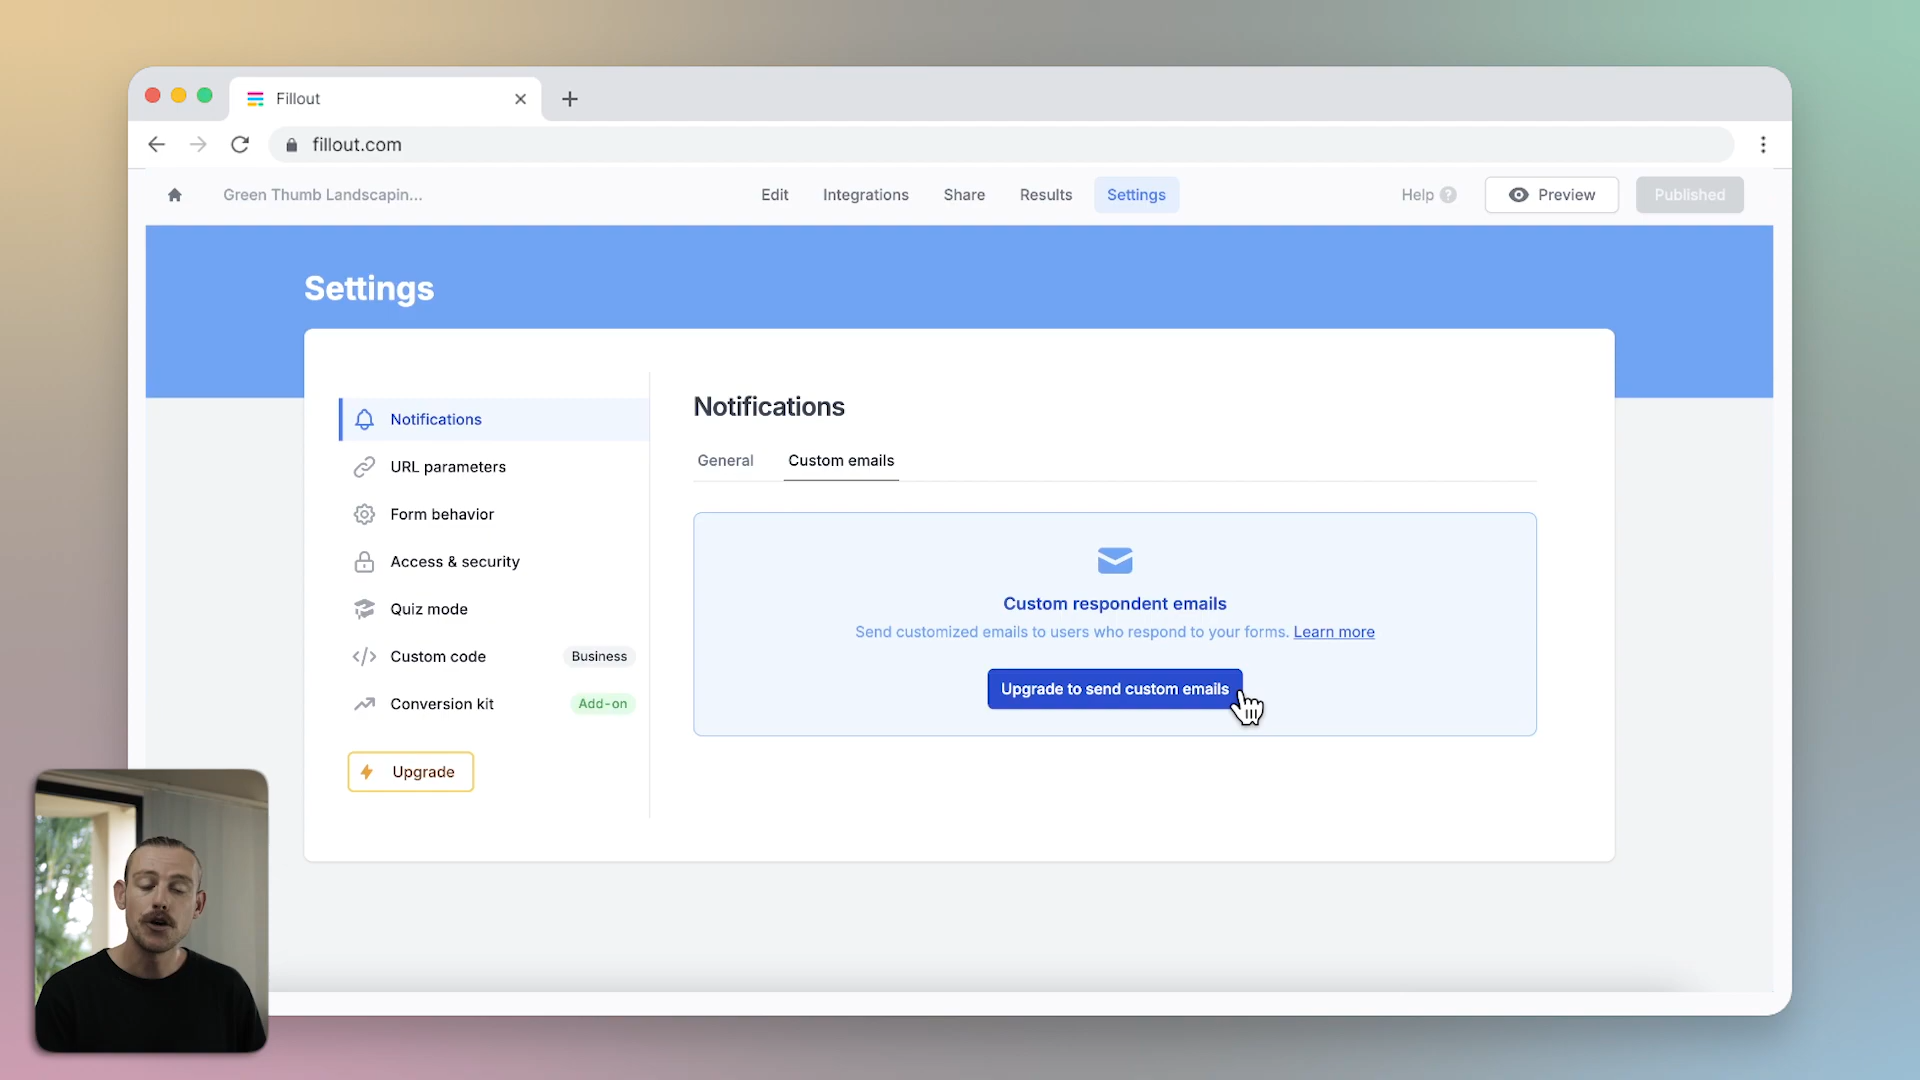 Fillout
fillout.com
Green Thumb Landscapin...
Edit
Integrations
Share
Results
Settings
Help ?
Preview
Published
Settings
Notifications
URL parameters
Form behavior
Access & security
Quiz mode
Custom code
Business
Conversion kit
Add-on
Upgrade
Notifications
General
Custom emails
Custom respondent emails
Send customized emails to users who respond to your forms. Learn more
Upgrade to send custom emails